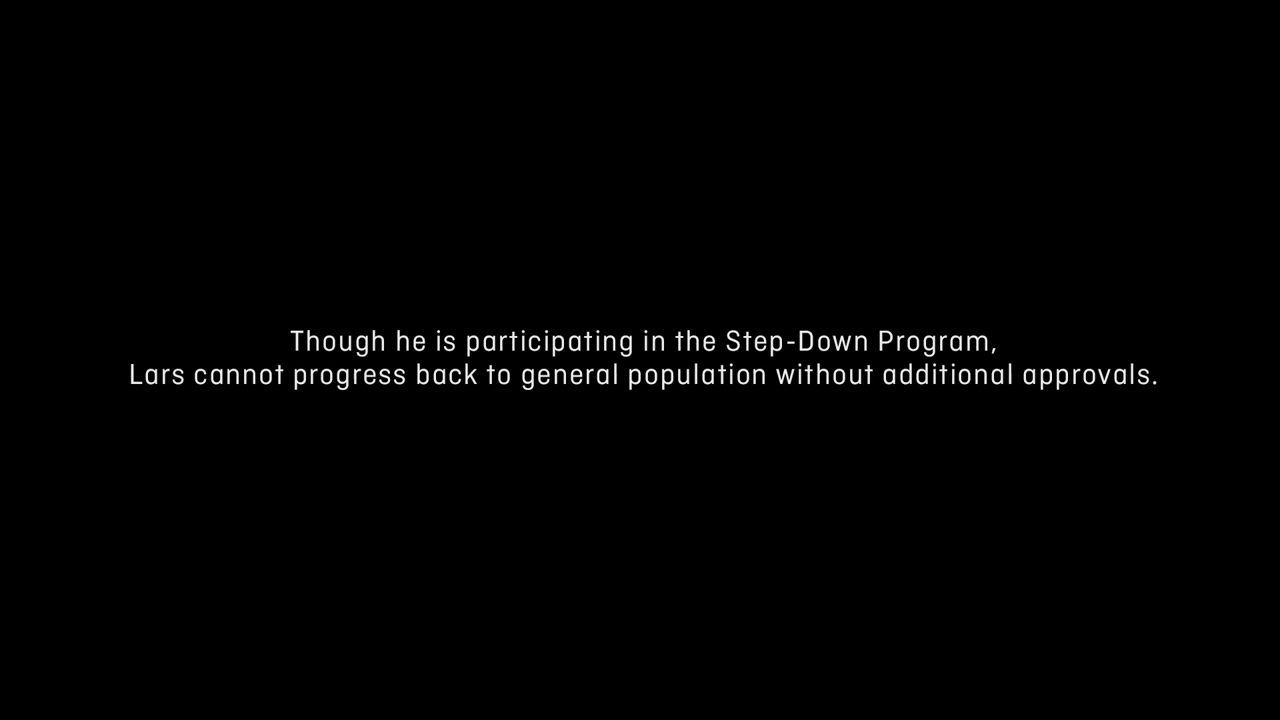 Though he is participating in the Step-Down Program,
Lars cannot progress back to general population without additional approvals.